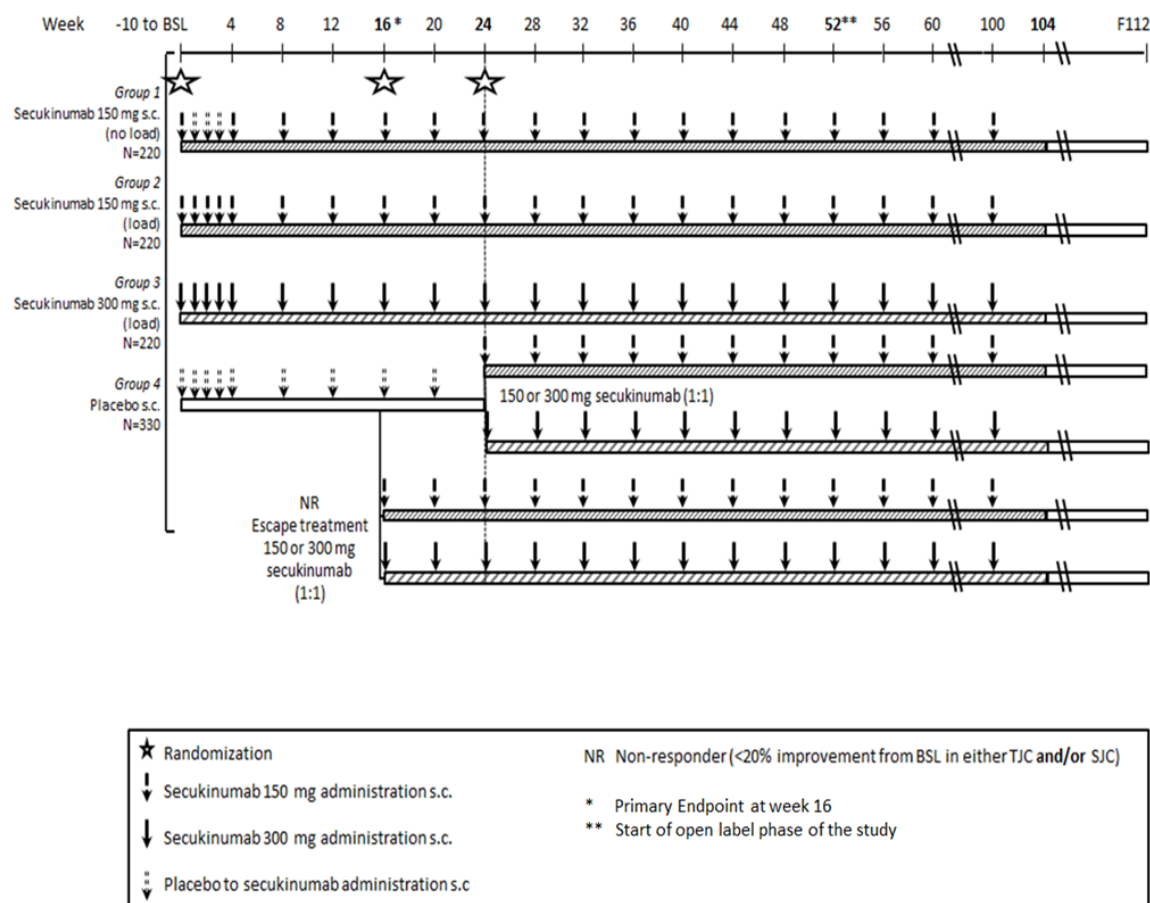 Week -10 to BSL 4 8 12 16 * 20 24 28 32 36 40 44 48 52** 56 60 100 104 F112
Group 1
Secukinumab 150 mg s.c.
(no load)
N=220
Group 2
Secukinumab 150 mg s.c.
(load)
N=220
Group 3
Secukinumab 300 mg s.c.
(load)
N=220
Group 4
Placebo s.c.
N=330
150 or 300 mg secukinumab (1:1)
NR
Escape treatment
150 or 300 mg
secukinumab
(1:1)
Randomization
Secukinumab 150 mg administration s.c.
Secukinumab 300 mg administration s.c.
Placebo to secukinumab administration s.c
NR Non-responder (<20% improvement from BSL in either TJC and/or SJC)
* Primary Endpoint at week 16
** Start of open label phase of the study